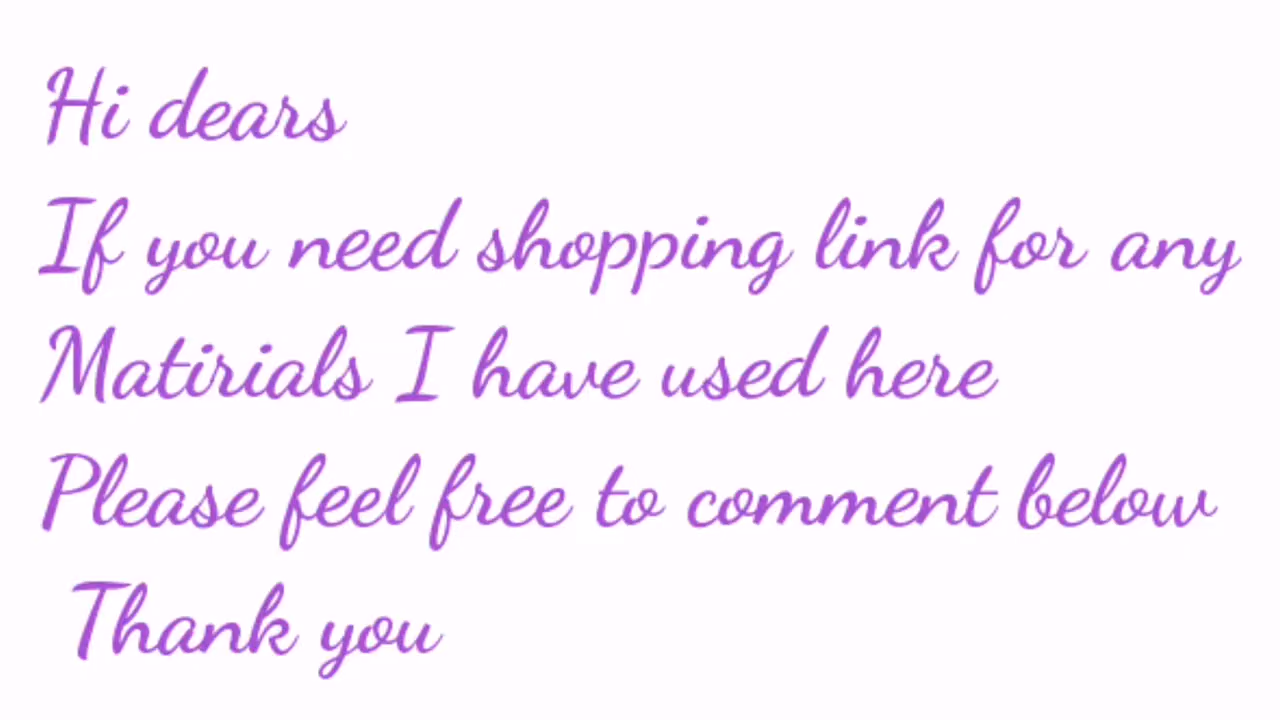 Hi dears
If you need shopping link for any
Matirials I have used here
Please feel free to comment below
Thank you